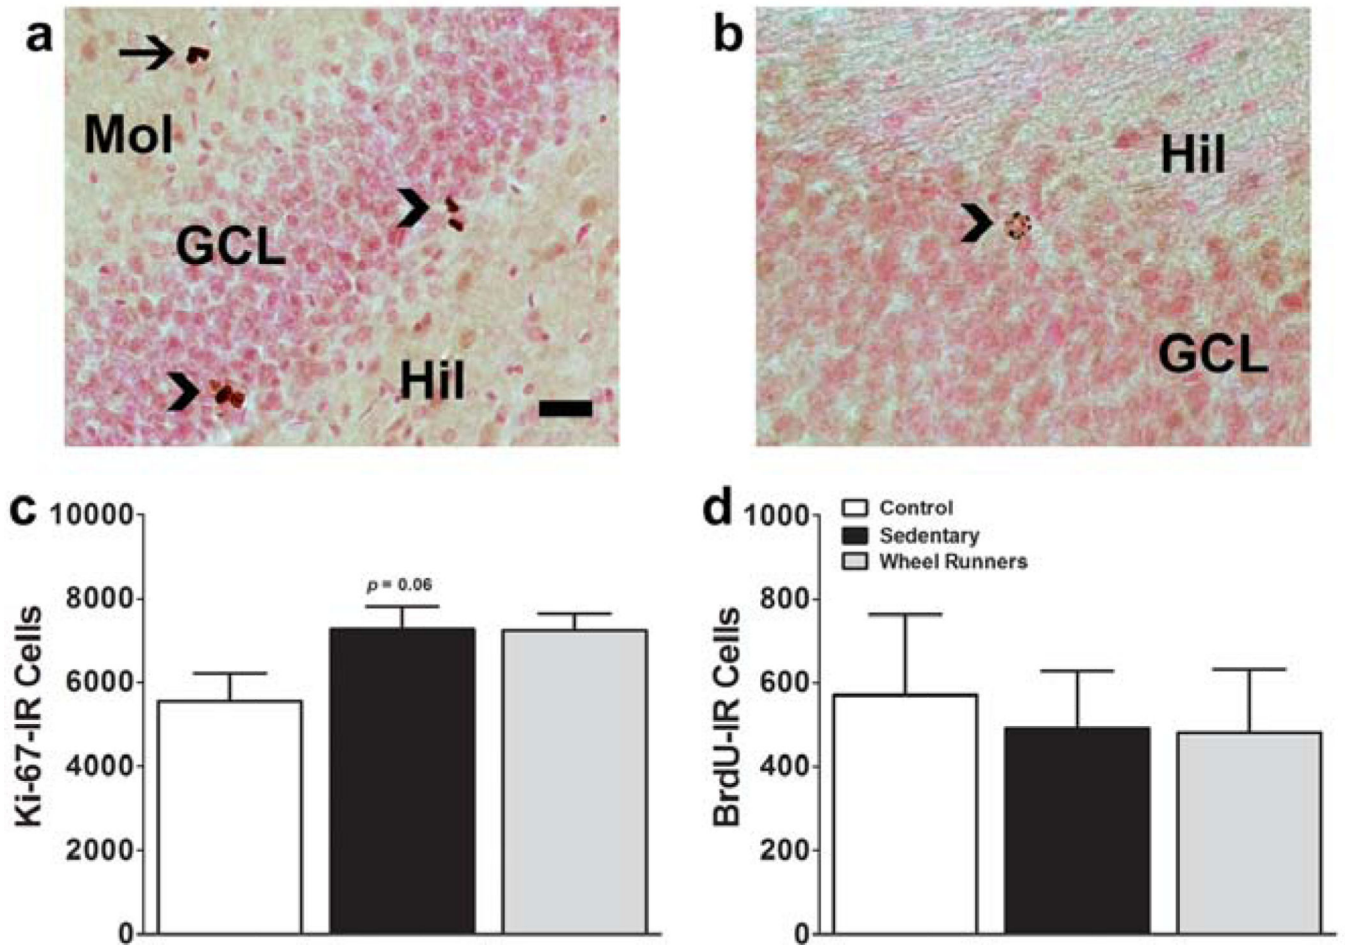 a
Mol
GCL
Hil
b
Hil
GCL
c
Ki-67-IR Cells
10000
8000
6000
4000
2000
0
p = 0.06
d
BrdU-IR Cells
1000
800
600
400
200
0
Control
Sedentary
Wheel Runners